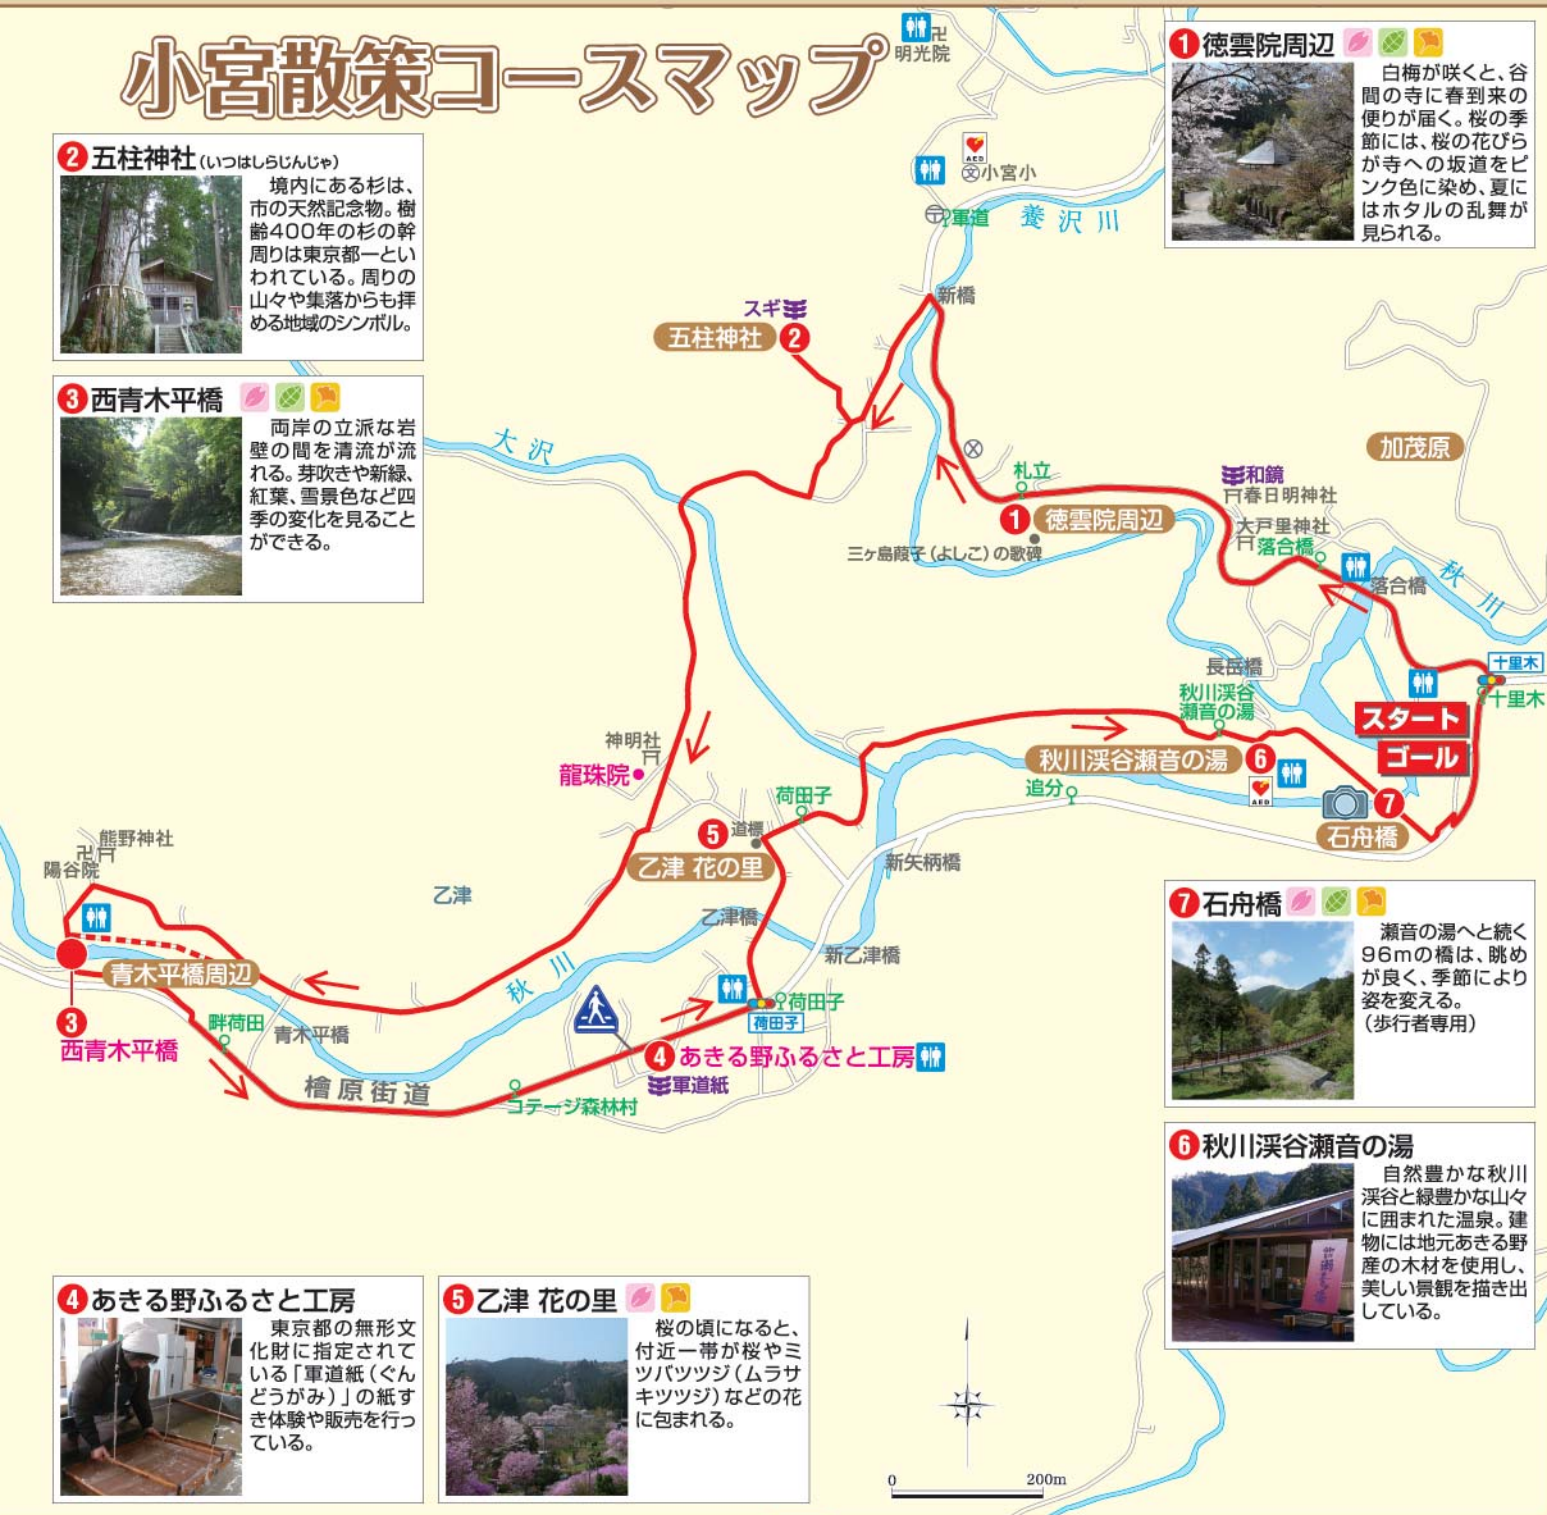 小宮散策コースマップ
卍
明光院
AED
文小宮小
〒軍道
養沢川
新橋
❶徳雲院周辺
白梅が咲くと、谷
間の寺に春到来の
便りが届く。桜の季
節には、桜の花びら
が寺への坂道をピ
ンク色に染め、夏に
はホタルの乱舞が
見られる。
❷五柱神社(いつはしらじんじゃ)
境内にある杉は、
市の天然記念物。樹
齢400年の杉の幹
周りは東京都一とい
われている。周りの
山々や集落からも拝
める地域のシンボル。
❸西青木平橋
両岸の立派な岩
壁の間を清流が流
れる。芽吹きや新緑、
紅葉、雪景色など四
季の変化を見ること
ができる。
スギ
五柱神社❷
大沢
加茂原
札立
❶徳雲院周辺
三ヶ島葭子(よしこ)の歌碑
和鏡
春日明神社
大戸里神社
落合橋
落合橋
秋川
長岳橋
十里木
十里木
スタート
ゴール
秋川渓谷
瀬音の湯
秋川渓谷瀬音の湯❻
AED
追分
❼
石舟橋
神明社
龍珠院
荷田子
❺道標
乙津 花の里
新矢柄橋
熊野神社
卍
陽谷院
乙津
乙津橋
新乙津橋
青木平橋周辺
秋川
❸
西青木平橋
畔荷田
青木平橋
檜原街道
荷田子
荷田子
❹あきる野ふるさと工房
軍道紙
コテージ森林村
❼石舟橋
瀬音の湯へと続く
96mの橋は、眺め
が良く、季節により
姿を変える。
(歩行者専用)
❻秋川渓谷瀬音の湯
自然豊かな秋川
渓谷と緑豊かな山々
に囲まれた温泉。建
物には地元あきる野
産の木材を使用し、
美しい景観を描き出
している。
❹あきる野ふるさと工房
東京都の無形文
化財に指定されて
いる「軍道紙(ぐん
どうがみ)」の紙す
き体験や販売を行っ
ている。
❺乙津 花の里
桜の頃になると、
付近一帯が桜やミ
ツバツツジ(ムラサ
キツツジ)などの花
に包まれる。
0 200m